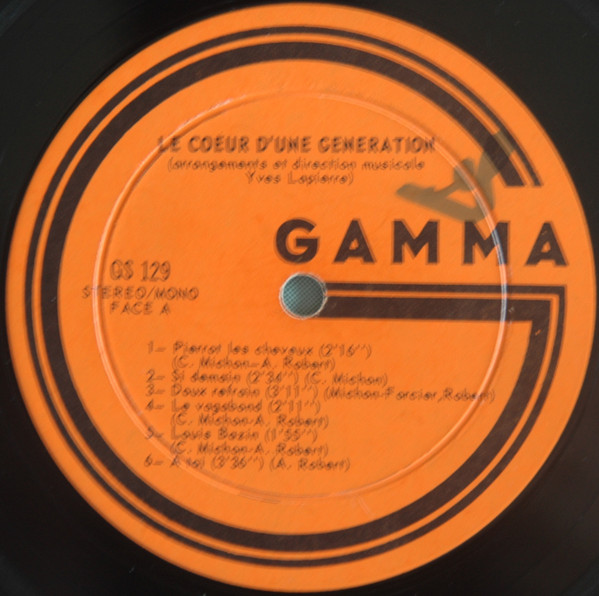 LE COEUR D'UNE GENERATION
(arrangements et direction musicale
Yves Lapierre)
GAMMA
GS 129
STEREO/MONO
FACE A
1- Pierrot les cheveux (2'16'')
(C. Michon-A. Robert)
2- Si demain (2'34'') (C. Michon)
3- Doux refrain (3'11'') (Michon-Forcier,Robert)
4- Le vagabond (2'11'')
(C. Michon-A. Robert)
5- Louis Bazin (1'55'')
(C. Michon-A. Robert)
6- A toi (3'36'') (A. Robert)